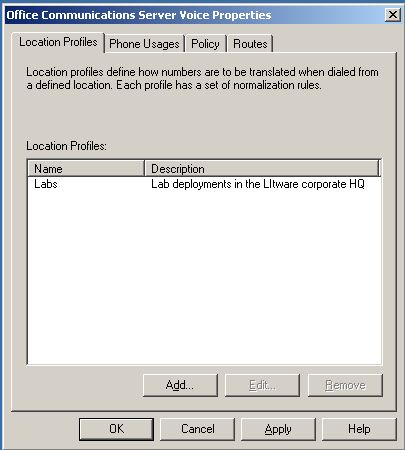 Office Communications Server Voice Properties
Location Profiles Phone Usages Policy Routes
Location profiles define how numbers are to be translated when dialed from
a defined location. Each profile has a set of normalization rules.
Location Profiles:
Name Description
Labs Lab deployments in the LItware corporate HQ
Add... Edit... Remove
OK Cancel Apply Help